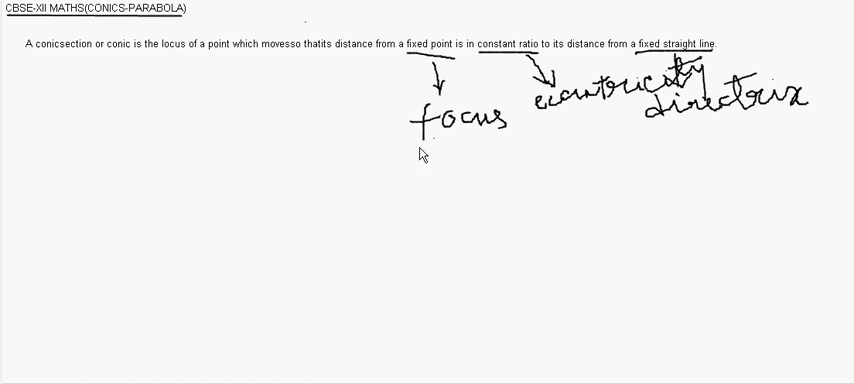 CBSE-XII MATHS(CONICS-PARABOLA)
A conicsection or conic is the locus of a point which movesso thatits distance from a fixed point is in constant ratio to its distance from a fixed straight line.
focus
eccentricity
directrix